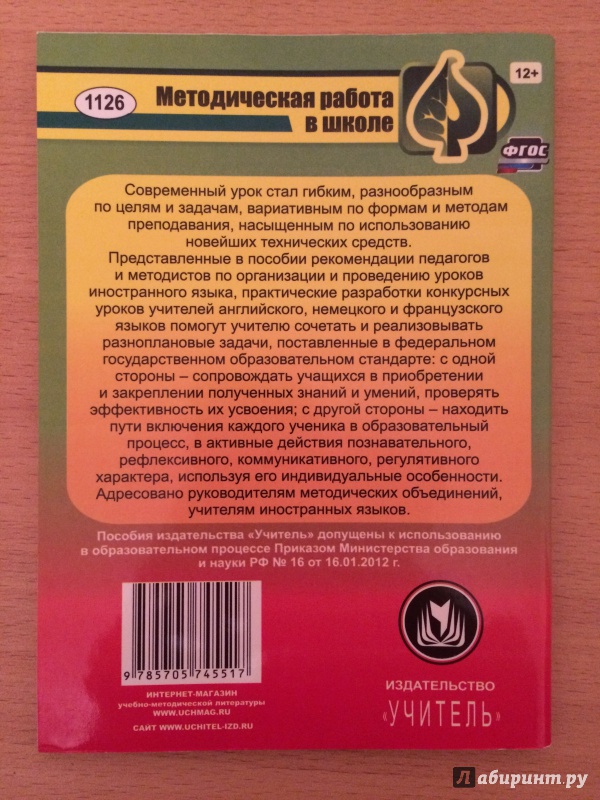 1126
Методическая работа
в школе
12+
ФГОС
Современный урок стал гибким, разнообразным
по целям и задачам, вариативным по формам и методам
преподавания, насыщенным по использованию
новейших технических средств.
Представленные в пособии рекомендации педагогов
и методистов по организации и проведению уроков
иностранного языка, практические разработки конкурсных
уроков учителей английского, немецкого и французского
языков помогут учителю сочетать и реализовывать
разноплановые задачи, поставленные в федеральном
государственном образовательном стандарте: с одной
стороны – сопровождать учащихся в приобретении
и закреплении полученных знаний и умений, проверять
эффективность их усвоения; с другой стороны – находить
пути включения каждого ученика в образовательный
процесс, в активные действия познавательного,
рефлексивного, коммуникативного, регулятивного
характера, используя его индивидуальные особенности.
Адресовано руководителям методических объединений,
учителям иностранных языков.
Пособия издательства «Учитель» допущены к использованию
в образовательном процессе Приказом Министерства образования
и науки РФ № 16 от 16.01.2012 г.
9 785705 745517
ИНТЕРНЕТ-МАГАЗИН
учебно-методической литературы
WWW.UCHMAG.RU
САЙТ WWW.UCHITEL-IZD.RU
ИЗДАТЕЛЬСТВО
«УЧИТЕЛЬ»
Лабиринт.ру